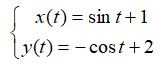 x(t) = sin t + 1
y(t) = − cos t + 2